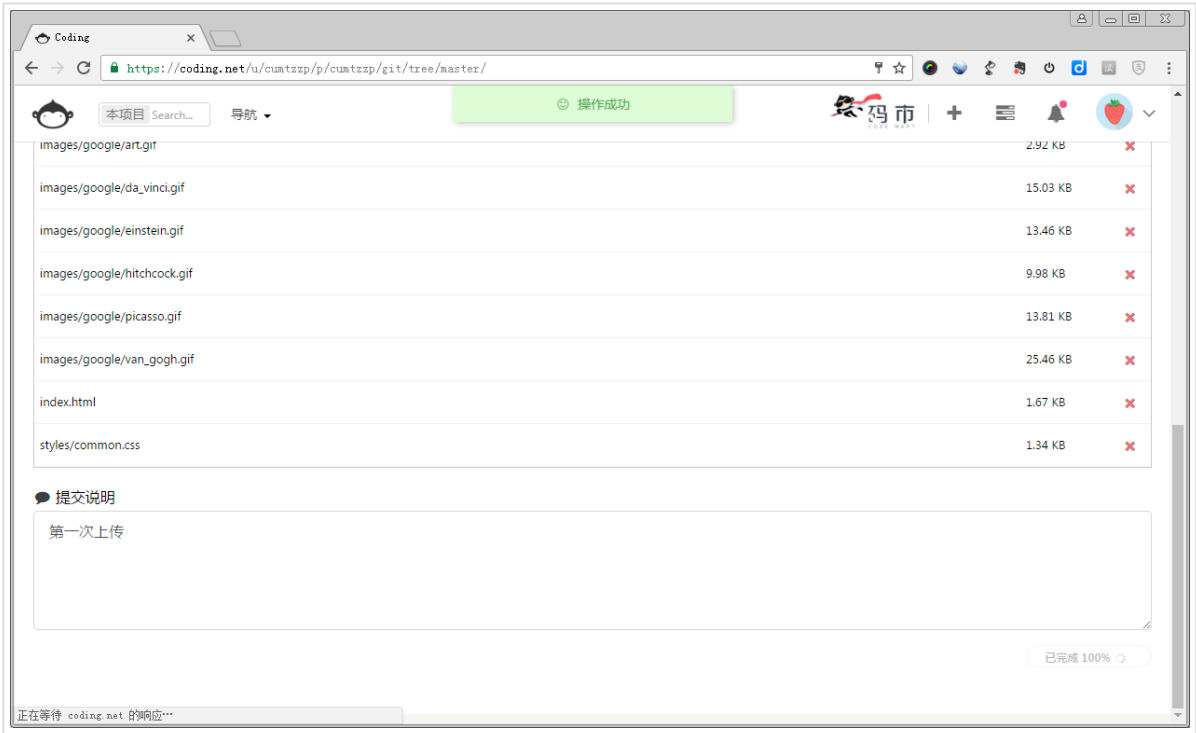 Coding
https://coding.net/u/cumtzzp/p/cumtzzp/git/tree/master/
本项目 Search... 导航
操作成功
码市
CODE MART
images/google/art.gif 2.92 KB
images/google/da_vinci.gif 15.03 KB
images/google/einstein.gif 13.46 KB
images/google/hitchcock.gif 9.98 KB
images/google/picasso.gif 13.81 KB
images/google/van_gogh.gif 25.46 KB
index.html 1.67 KB
styles/common.css 1.34 KB
提交说明
第一次上传
已完成 100%
正在等待 coding.net 的响应…